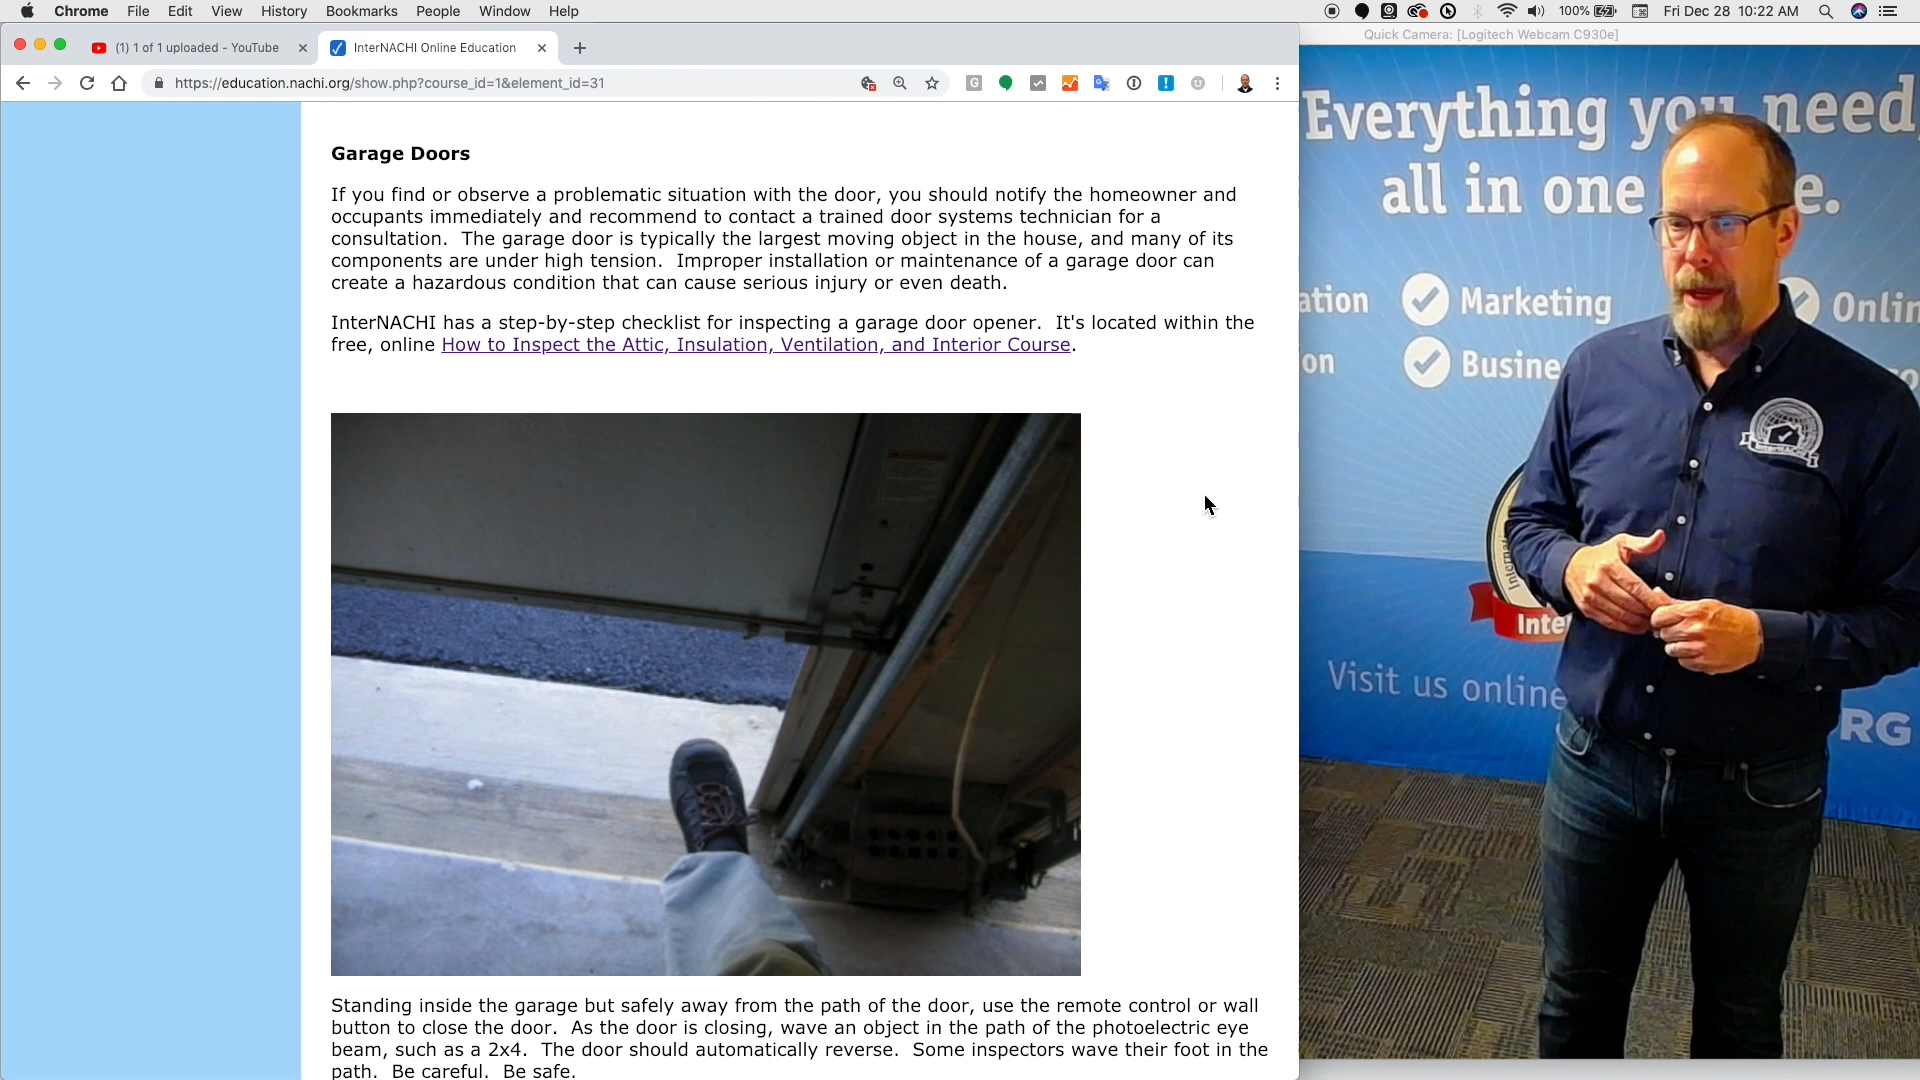 Chrome File Edit View History Bookmarks People Window Help
100% Fri Dec 28 10:22 AM
(1) 1 of 1 uploaded - YouTube
InterNACHI Online Education
https://education.nachi.org/show.php?course_id=1&element_id=31
Quick Camera: [Logitech Webcam C930e]
Garage Doors
If you find or observe a problematic situation with the door, you should notify the homeowner and
occupants immediately and recommend to contact a trained door systems technician for a
consultation. The garage door is typically the largest moving object in the house, and many of its
components are under high tension. Improper installation or maintenance of a garage door can
create a hazardous condition that can cause serious injury or even death.
InterNACHI has a step-by-step checklist for inspecting a garage door opener. It's located within the
free, online How to Inspect the Attic, Insulation, Ventilation, and Interior Course.
Standing inside the garage but safely away from the path of the door, use the remote control or wall
button to close the door. As the door is closing, wave an object in the path of the photoelectric eye
beam, such as a 2x4. The door should automatically reverse. Some inspectors wave their foot in the
path. Be careful. Be safe.
Everything you need,
all in one
e.
ation Marketing Onlin
on Busine
InterNACHI
Inte
Visit us online
RG